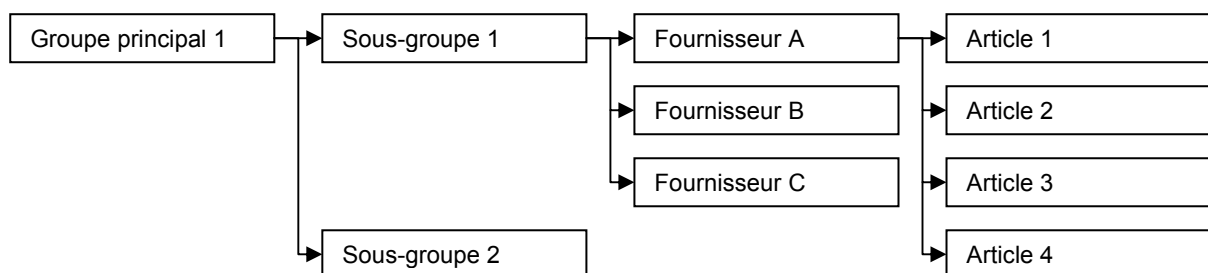 Groupe principal 1
Sous-groupe 1
Fournisseur A
Article 1
Fournisseur B
Article 2
Fournisseur C
Article 3
Sous-groupe 2
Article 4